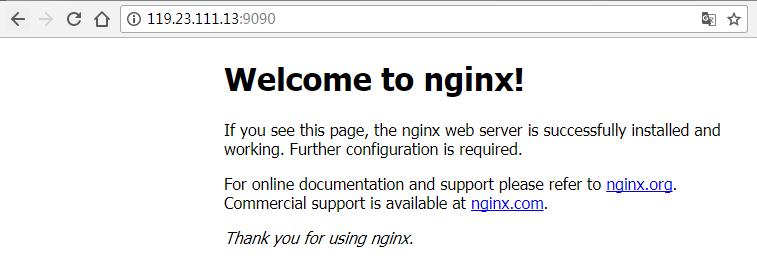 119.23.111.13:9090
Welcome to nginx!
If you see this page, the nginx web server is successfully installed and
working. Further configuration is required.
For online documentation and support please refer to nginx.org.
Commercial support is available at nginx.com.
Thank you for using nginx.